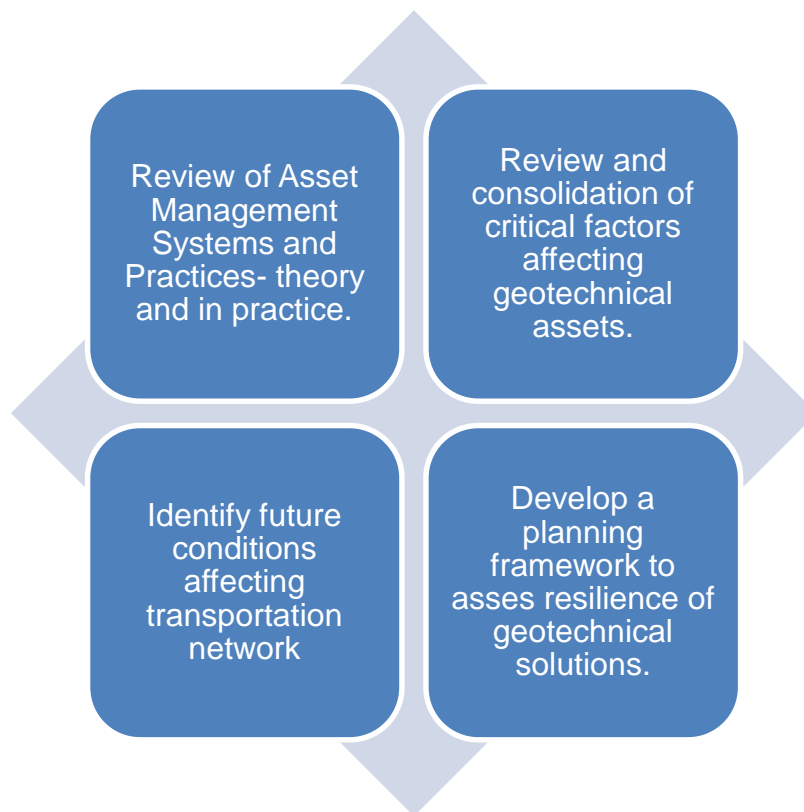 Review of Asset
Management
Systems and
Practices- theory
and in practice.
Review and
consolidation of
critical factors
affecting
geotechnical
assets.
Identify future
conditions
affecting
transportation
network
Develop a
planning
framework to
asses resilience of
geotechnical
solutions.